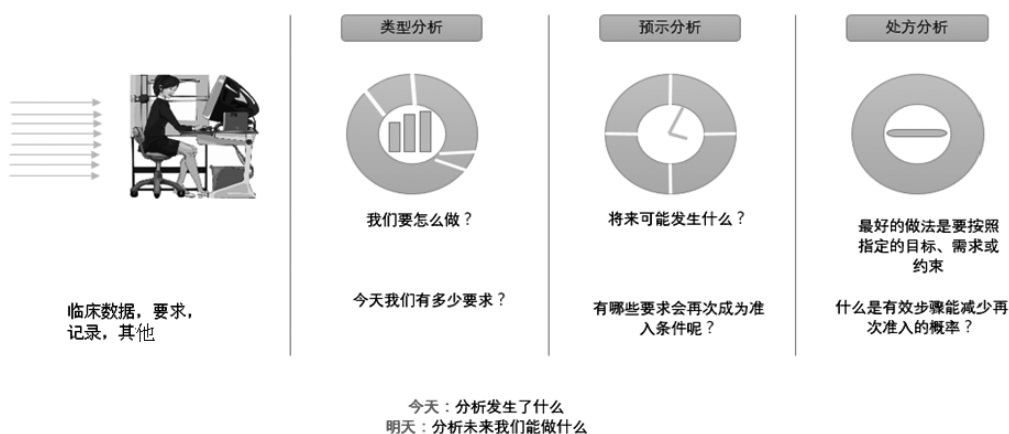 类型分析
预示分析
处方分析
我们要怎么做？
将来可能发生什么？
最好的做法是要按照
指定的目标、需求或
约束
临床数据，要求，
记录，其他
今天我们有多少要求？
有哪些要求会再次成为准
入条件呢？
什么是有效步骤能减少再
次准入的概率？
今天：分析发生了什么
明天：分析未来我们能做什么